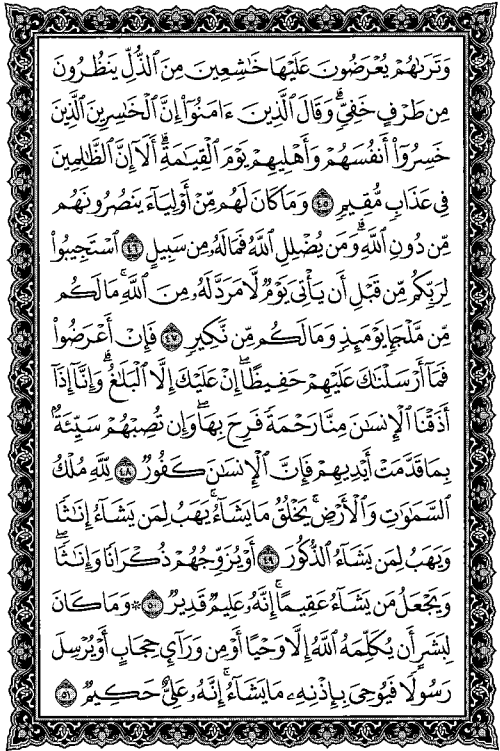 وَتَرَىٰهُمْ يُعْرَضُونَ عَلَيْهَا خَٰشِعِينَ مِنَ ٱلذُّلِّ يَنظُرُونَ
مِن طَرْفٍ خَفِيٍّ ۗ وَقَالَ ٱلَّذِينَ ءَامَنُوٓا۟ إِنَّ ٱلْخَٰسِرِينَ ٱلَّذِينَ
خَسِرُوٓا۟ أَنفُسَهُمْ وَأَهْلِيهِمْ يَوْمَ ٱلْقِيَٰمَةِ ۗ أَلَآ إِنَّ ٱلظَّٰلِمِينَ
فِى عَذَابٍ مُّقِيمٍ ٤٥ وَمَا كَانَ لَهُم مِّنْ أَوْلِيَآءَ يَنصُرُونَهُم
مِّن دُونِ ٱللَّهِ ۗ وَمَن يُضْلِلِ ٱللَّهُ فَمَا لَهُۥ مِن سَبِيلٍ ٤٦ ٱسْتَجِيبُوا۟
لِرَبِّكُم مِّن قَبْلِ أَن يَأْتِىَ يَوْمٌ لَّا مَرَدَّ لَهُۥ مِنَ ٱللَّهِ ۚ مَا لَكُم
مِّن مَّلْجَإٍ يَوْمَئِذٍ وَمَا لَكُم مِّن نَّكِيرٍ ٤٧ فَإِنْ أَعْرَضُوا۟
فَمَآ أَرْسَلْنَٰكَ عَلَيْهِمْ حَفِيظًا ۖ إِنْ عَلَيْكَ إِلَّا ٱلْبَلَٰغُ ۗ وَإِنَّآ إِذَآ
أَذَقْنَا ٱلْإِنسَٰنَ مِنَّا رَحْمَةً فَرِحَ بِهَا ۖ وَإِن تُصِبْهُمْ سَيِّئَةٌۢ
بِمَا قَدَّمَتْ أَيْدِيهِمْ فَإِنَّ ٱلْإِنسَٰنَ كَفُورٌ ٤٨ لِّلَّهِ مُلْكُ
ٱلسَّمَٰوَٰتِ وَٱلْأَرْضِ ۚ يَخْلُقُ مَا يَشَآءُ ۚ يَهَبُ لِمَن يَشَآءُ إِنَٰثًا
وَيَهَبُ لِمَن يَشَآءُ ٱلذُّكُورَ ٤٩ أَوْ يُزَوِّجُهُمْ ذُكْرَانًا وَإِنَٰثًا ۖ
وَيَجْعَلُ مَن يَشَآءُ عَقِيمًا ۚ إِنَّهُۥ عَلِيمٌ قَدِيرٌ ٥٠ ۞ وَمَا كَانَ
لِبَشَرٍ أَن يُكَلِّمَهُ ٱللَّهُ إِلَّا وَحْيًا أَوْ مِن وَرَآئِ حِجَابٍ أَوْ يُرْسِلَ
رَسُولًا فَيُوحِىَ بِإِذْنِهِۦ مَا يَشَآءُ ۚ إِنَّهُۥ عَلِىٌّ حَكِيمٌ ٥١